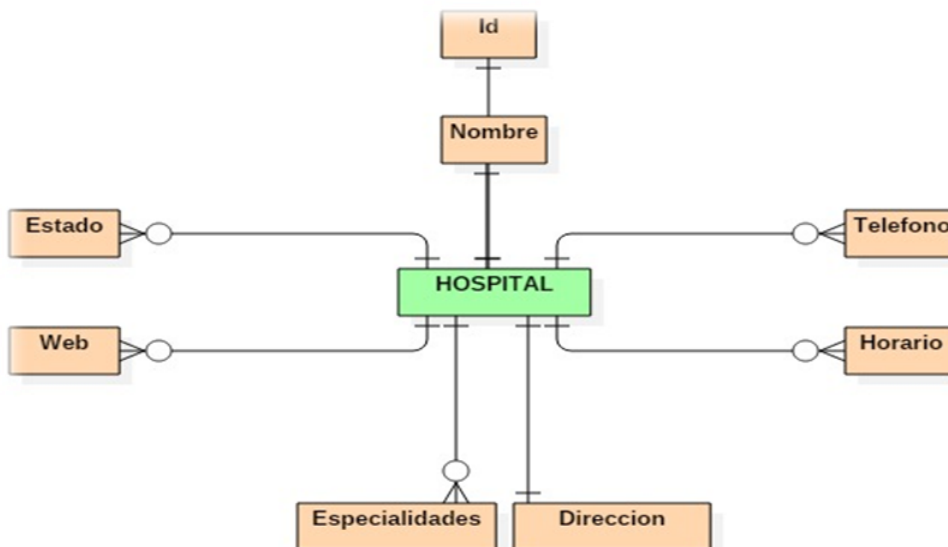 Id
Nombre
Estado
Telefono
HOSPITAL
Web
Horario
Especialidades
Direccion